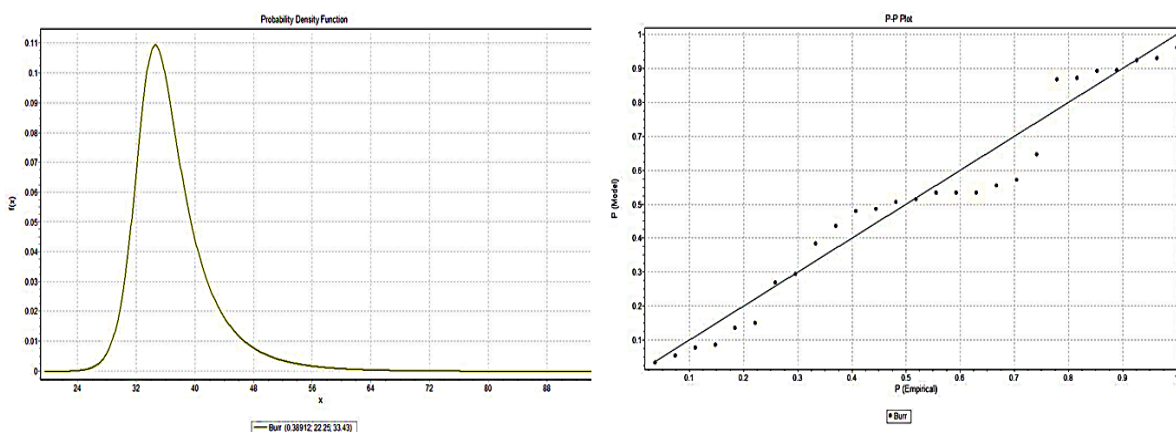 Probability Density Function
0.11
0.1
0.09
0.08
0.07
0.06
0.05
0.04
0.03
0.02
0.01
0
f(x)
24 32 40 48 56 64 72 80 88
x
Burr (0.38912; 22.25; 33.43)
P-P Plot
1
0.9
0.8
0.7
0.6
0.5
0.4
0.3
0.2
0.1
P (Model)
0.1 0.2 0.3 0.4 0.5 0.6 0.7 0.8 0.9 1
P (Empirical)
Burr